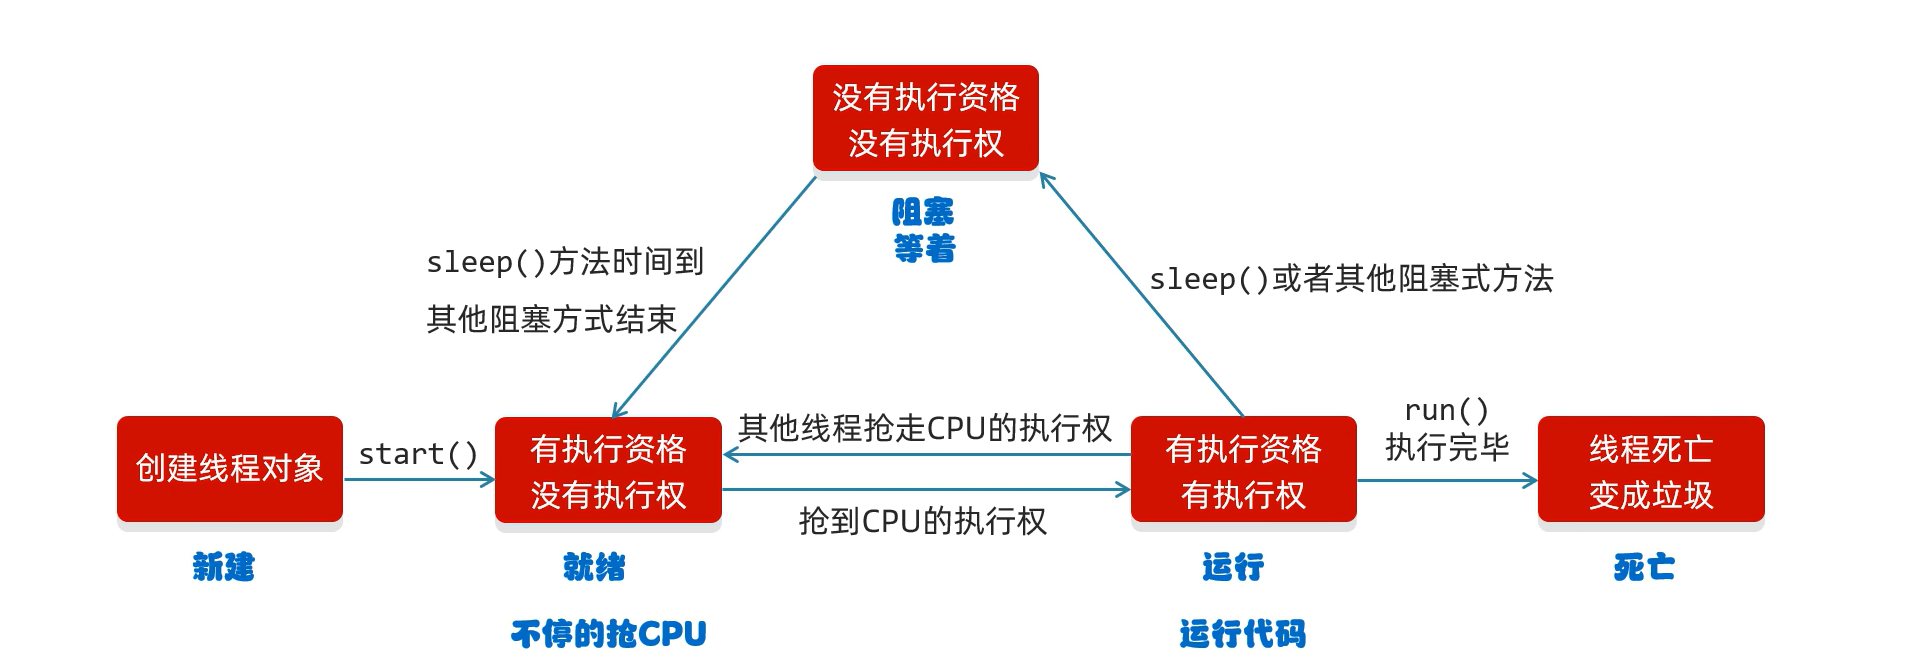 没有执行资格
没有执行权
阻塞
等着
sleep()方法时间到
其他阻塞方式结束
sleep()或者其他阻塞式方法
创建线程对象
新建
start()
有执行资格
没有执行权
就绪
不停的抢CPU
其他线程抢走CPU的执行权
抢到CPU的执行权
有执行资格
有执行权
运行
运行代码
run()
执行完毕
线程死亡
变成垃圾
死亡